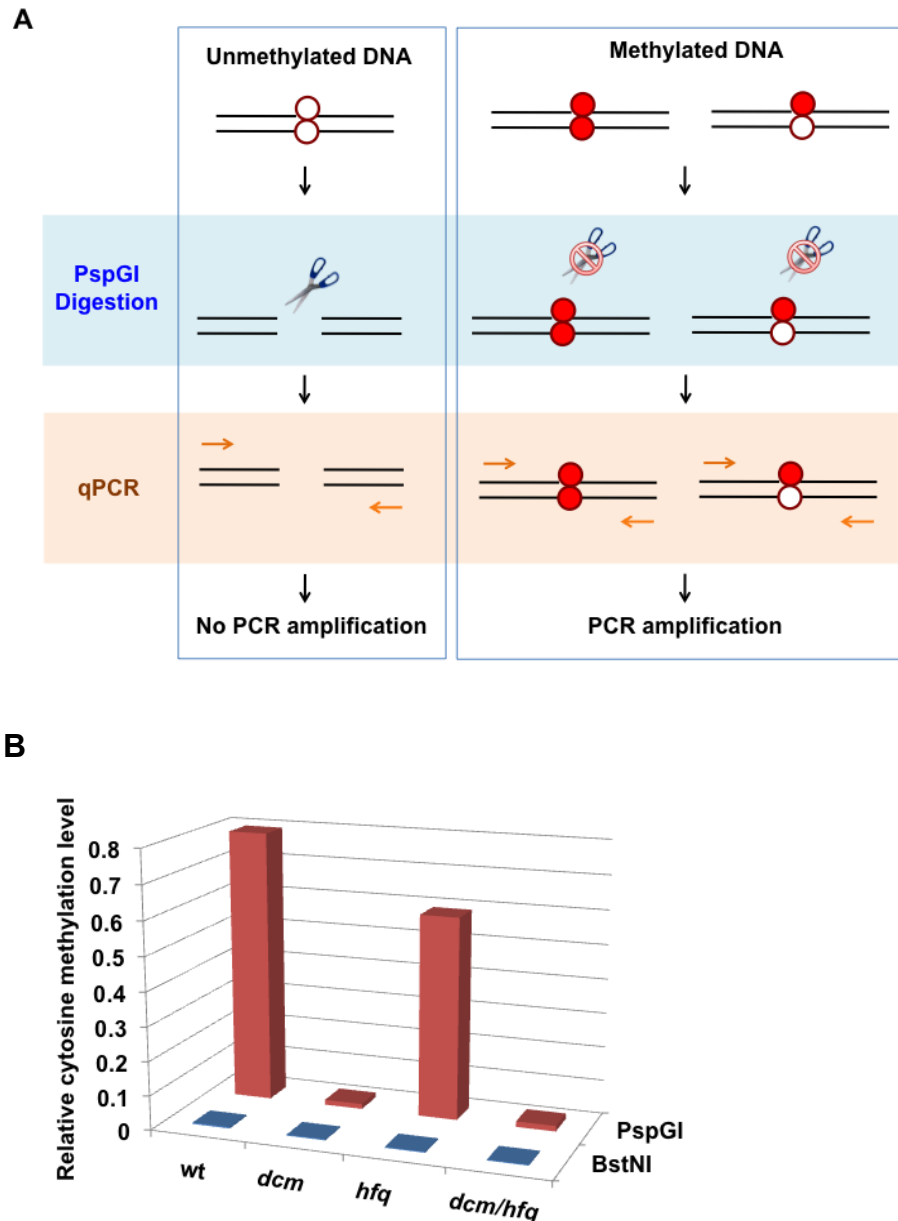 A
Unmethylated DNA
Methylated DNA
PspGI
Digestion
qPCR
No PCR amplification
PCR amplification
B
Relative cytosine methylation level
0.8
0.7
0.6
0.5
0.4
0.3
0.2
0.1
0
wt
dcm
hfq
dcm/hfq
PspGI
BstNI